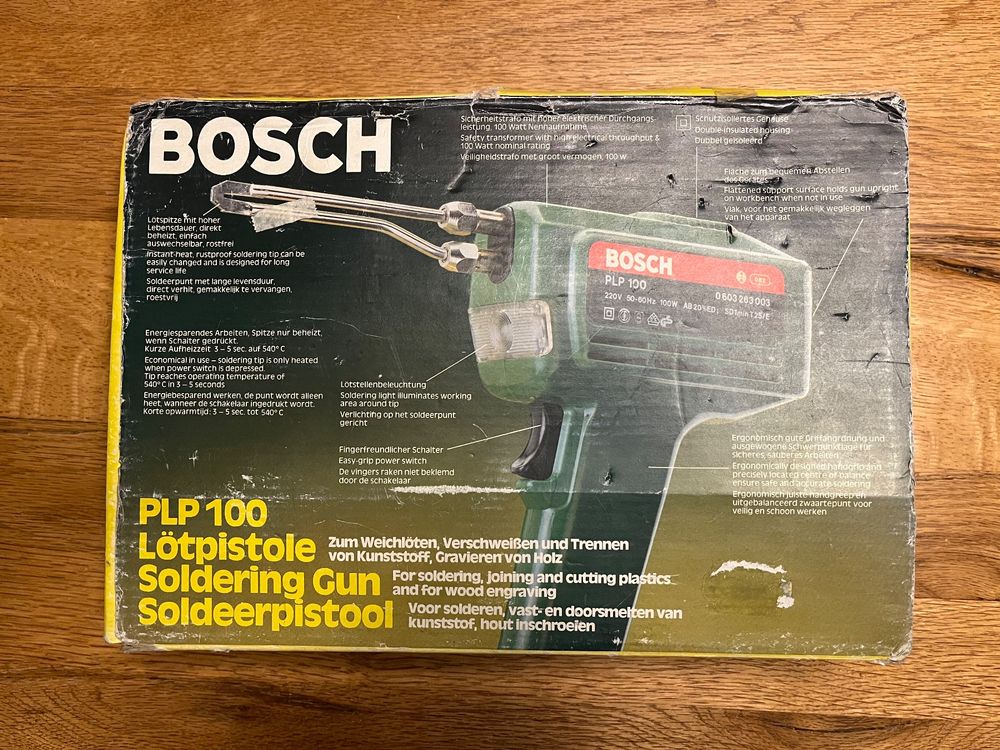 BOSCH
Sicherheitstrafo mit hoher elektrischer Durchgangs-
leistung, 100 Watt Nennaufnahme
Safety transformer with high electrical throughput &
100 Watt nominal rating
Veiligheidstrafo met groot vermogen, 100 W
Schutzisoliertes Gehäuse
Double-insulated housing
Dubbel geïsoleerd
Fläche zum bequemen Abstellen
des Gerätes
Flattened support surface holds gun upright
on workbench when not in use
Vlak, voor het gemakkelijk wegleggen
van het apparaat
Lötspitze mit hoher
Lebensdauer, direkt
beheizt, einfach
auswechselbar, rostfrei
Instant-heat, rustproof soldering tip can be
easily changed and is designed for long
service life
Soldeerpunt met lange levensduur,
direct verhit, gemakkelijk te vervangen,
roestvrij
BOSCH
PLP 100
0 603 263 003
220V 50-60Hz 100W AB 20%ED/ SD1min T25/E
Energiesparendes Arbeiten, Spitze nur beheizt,
wenn Schalter gedrückt.
Kurze Aufheizzeit 3 – 5 sec. auf 540° C
Economical in use – soldering tip is only heated
when power switch is depressed.
Tip reaches operating temperature of
540° C in 3 – 5 seconds
Energiebesparend werken, de punt wordt alleen
heet, wanneer de schakelaar ingedrukt wordt.
Korte opwarmtijd: 3 – 5 sec. tot 540° C
Lötstellenbeleuchtung
Soldering light illuminates working
area around tip
Verlichting op het soldeerpunt
gericht
Fingerfreundlicher Schalter
Easy-grip power switch
De vingers raken niet beklemd
door de schakelaar
Ergonomisch gute Griffanordnung und
ausgewogene Schwerpunktlage für
sicheres, sauberes Arbeiten
Ergonomically designed handgrip and
precisely located centre of balance
ensure safe and accurate soldering
Ergonomisch juiste handgreep en
uitgebalanceerd zwaartepunt voor
veilig en schoon werken
PLP 100
Lötpistole
Zum Weichlöten, Verschweißen und Trennen
von Kunststoff, Gravieren von Holz
Soldering Gun
For soldering, joining and cutting plastics
and for wood engraving
Soldeerpistool
Voor solderen, vast- en doorsmelten van
kunststof, hout inschroeien